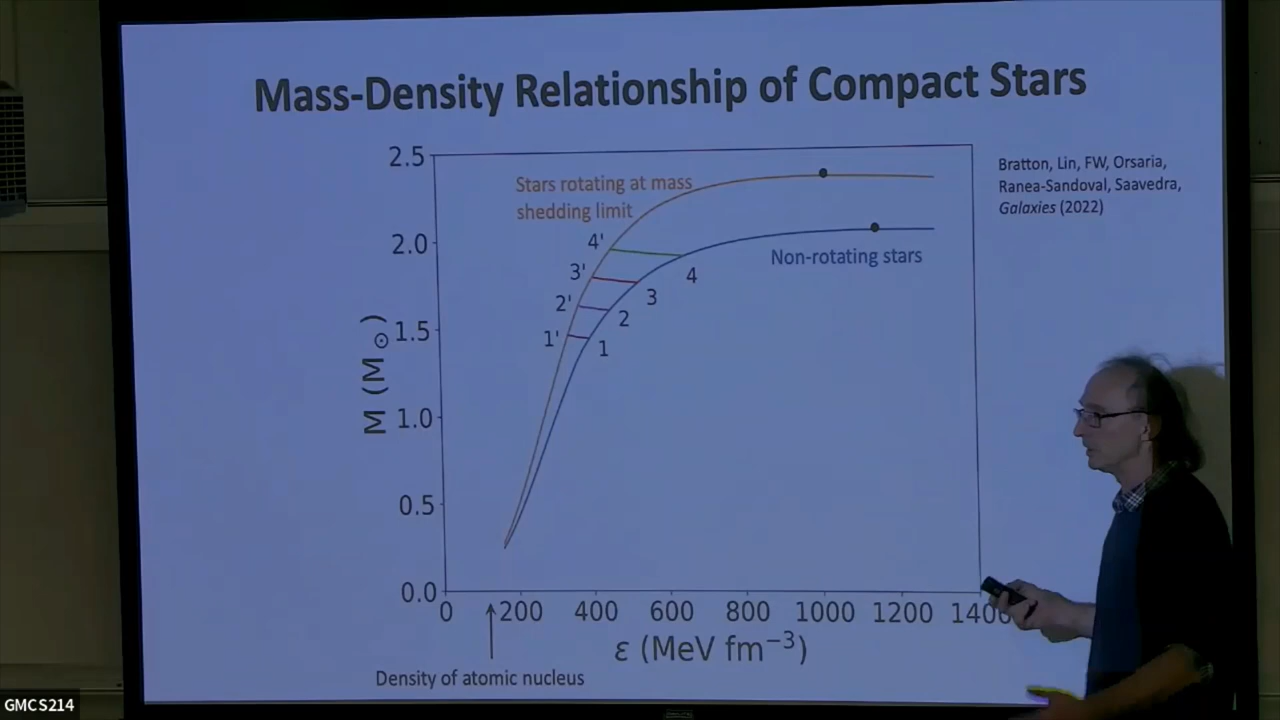 Mass-Density Relationship of Compact Stars
Bratton, Lin, FW, Orsaria,
Ranea-Sandoval, Saavedra,
Galaxies (2022)
2.5
2.0
1.5
1.0
0.5
0.0
M (M⊙)
Stars rotating at mass
shedding limit
Non-rotating stars
4'
3'
2'
1'
4
3
2
1
0 200 400 600 800 1000 1200 1400
ε (MeV fm⁻³)
Density of atomic nucleus
GMCS214